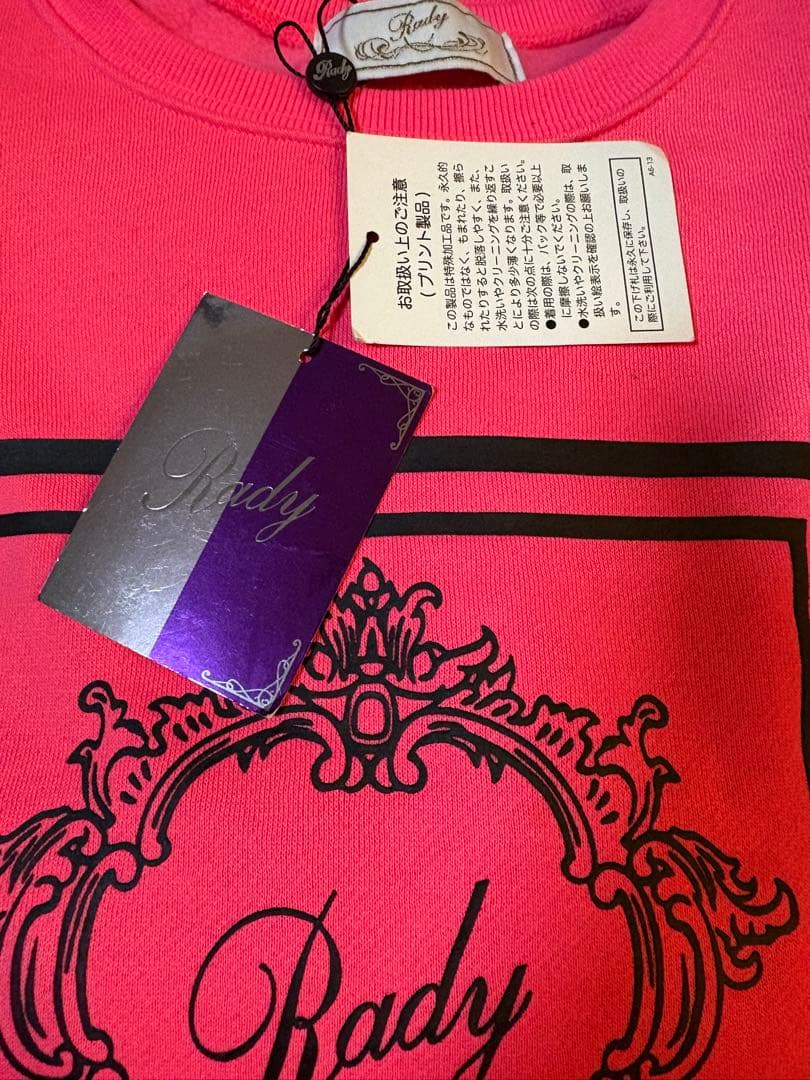 Rady
Rady
お取扱い上のご注意
(プリント製品)
この製品は特殊加工品です。永久的
なものではなく、もまれたり、擦ら
れたりすると脱落しやすく、また、
水洗いやクリーニングを繰り返すこ
とにより多少薄くなります。取扱い
の際は次の点に十分ご注意ください。
●着用の際は、バック等で必要以上
に摩擦しないでください。
●水洗いやクリーニングの際は、取
扱い絵表示を確認の上お願いしま
す。
この下げ札は永久に保存し、取扱いの
際にご利用して下さい。
A6-13
Rady
Rady